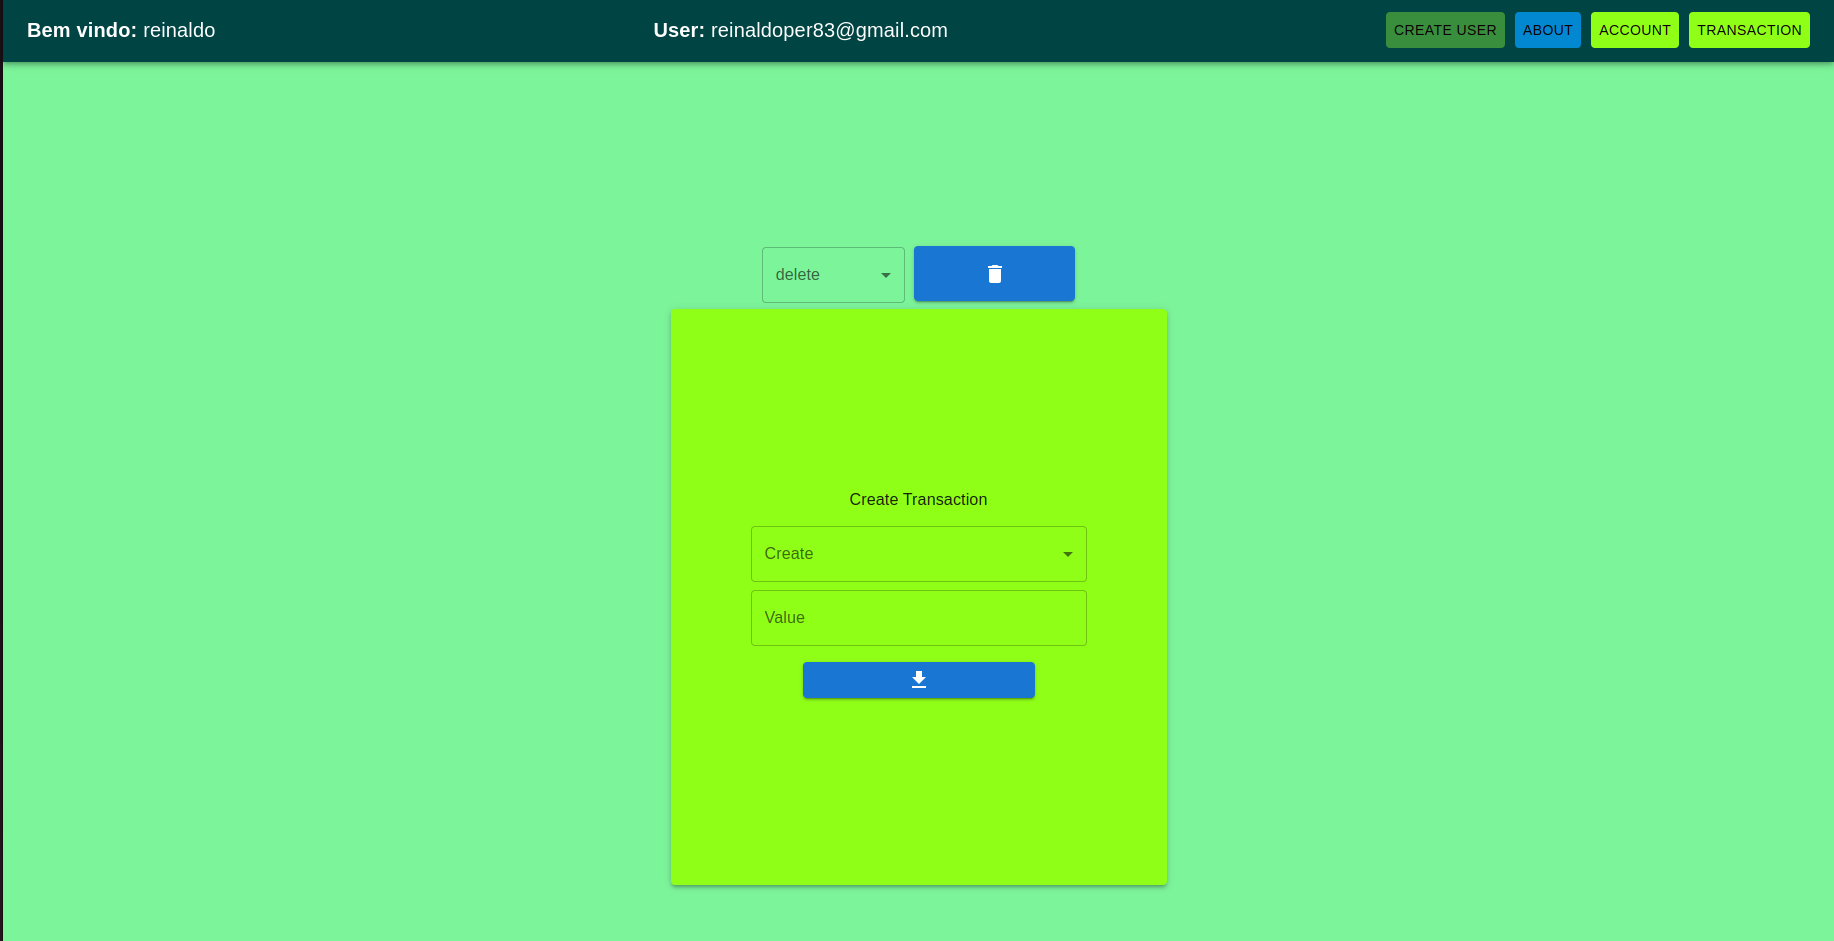 Bem vindo: reinaldo
User: reinaldoper83@gmail.com
CREATE USER
ABOUT
ACCOUNT
TRANSACTION
delete
Create Transaction
Create
Value